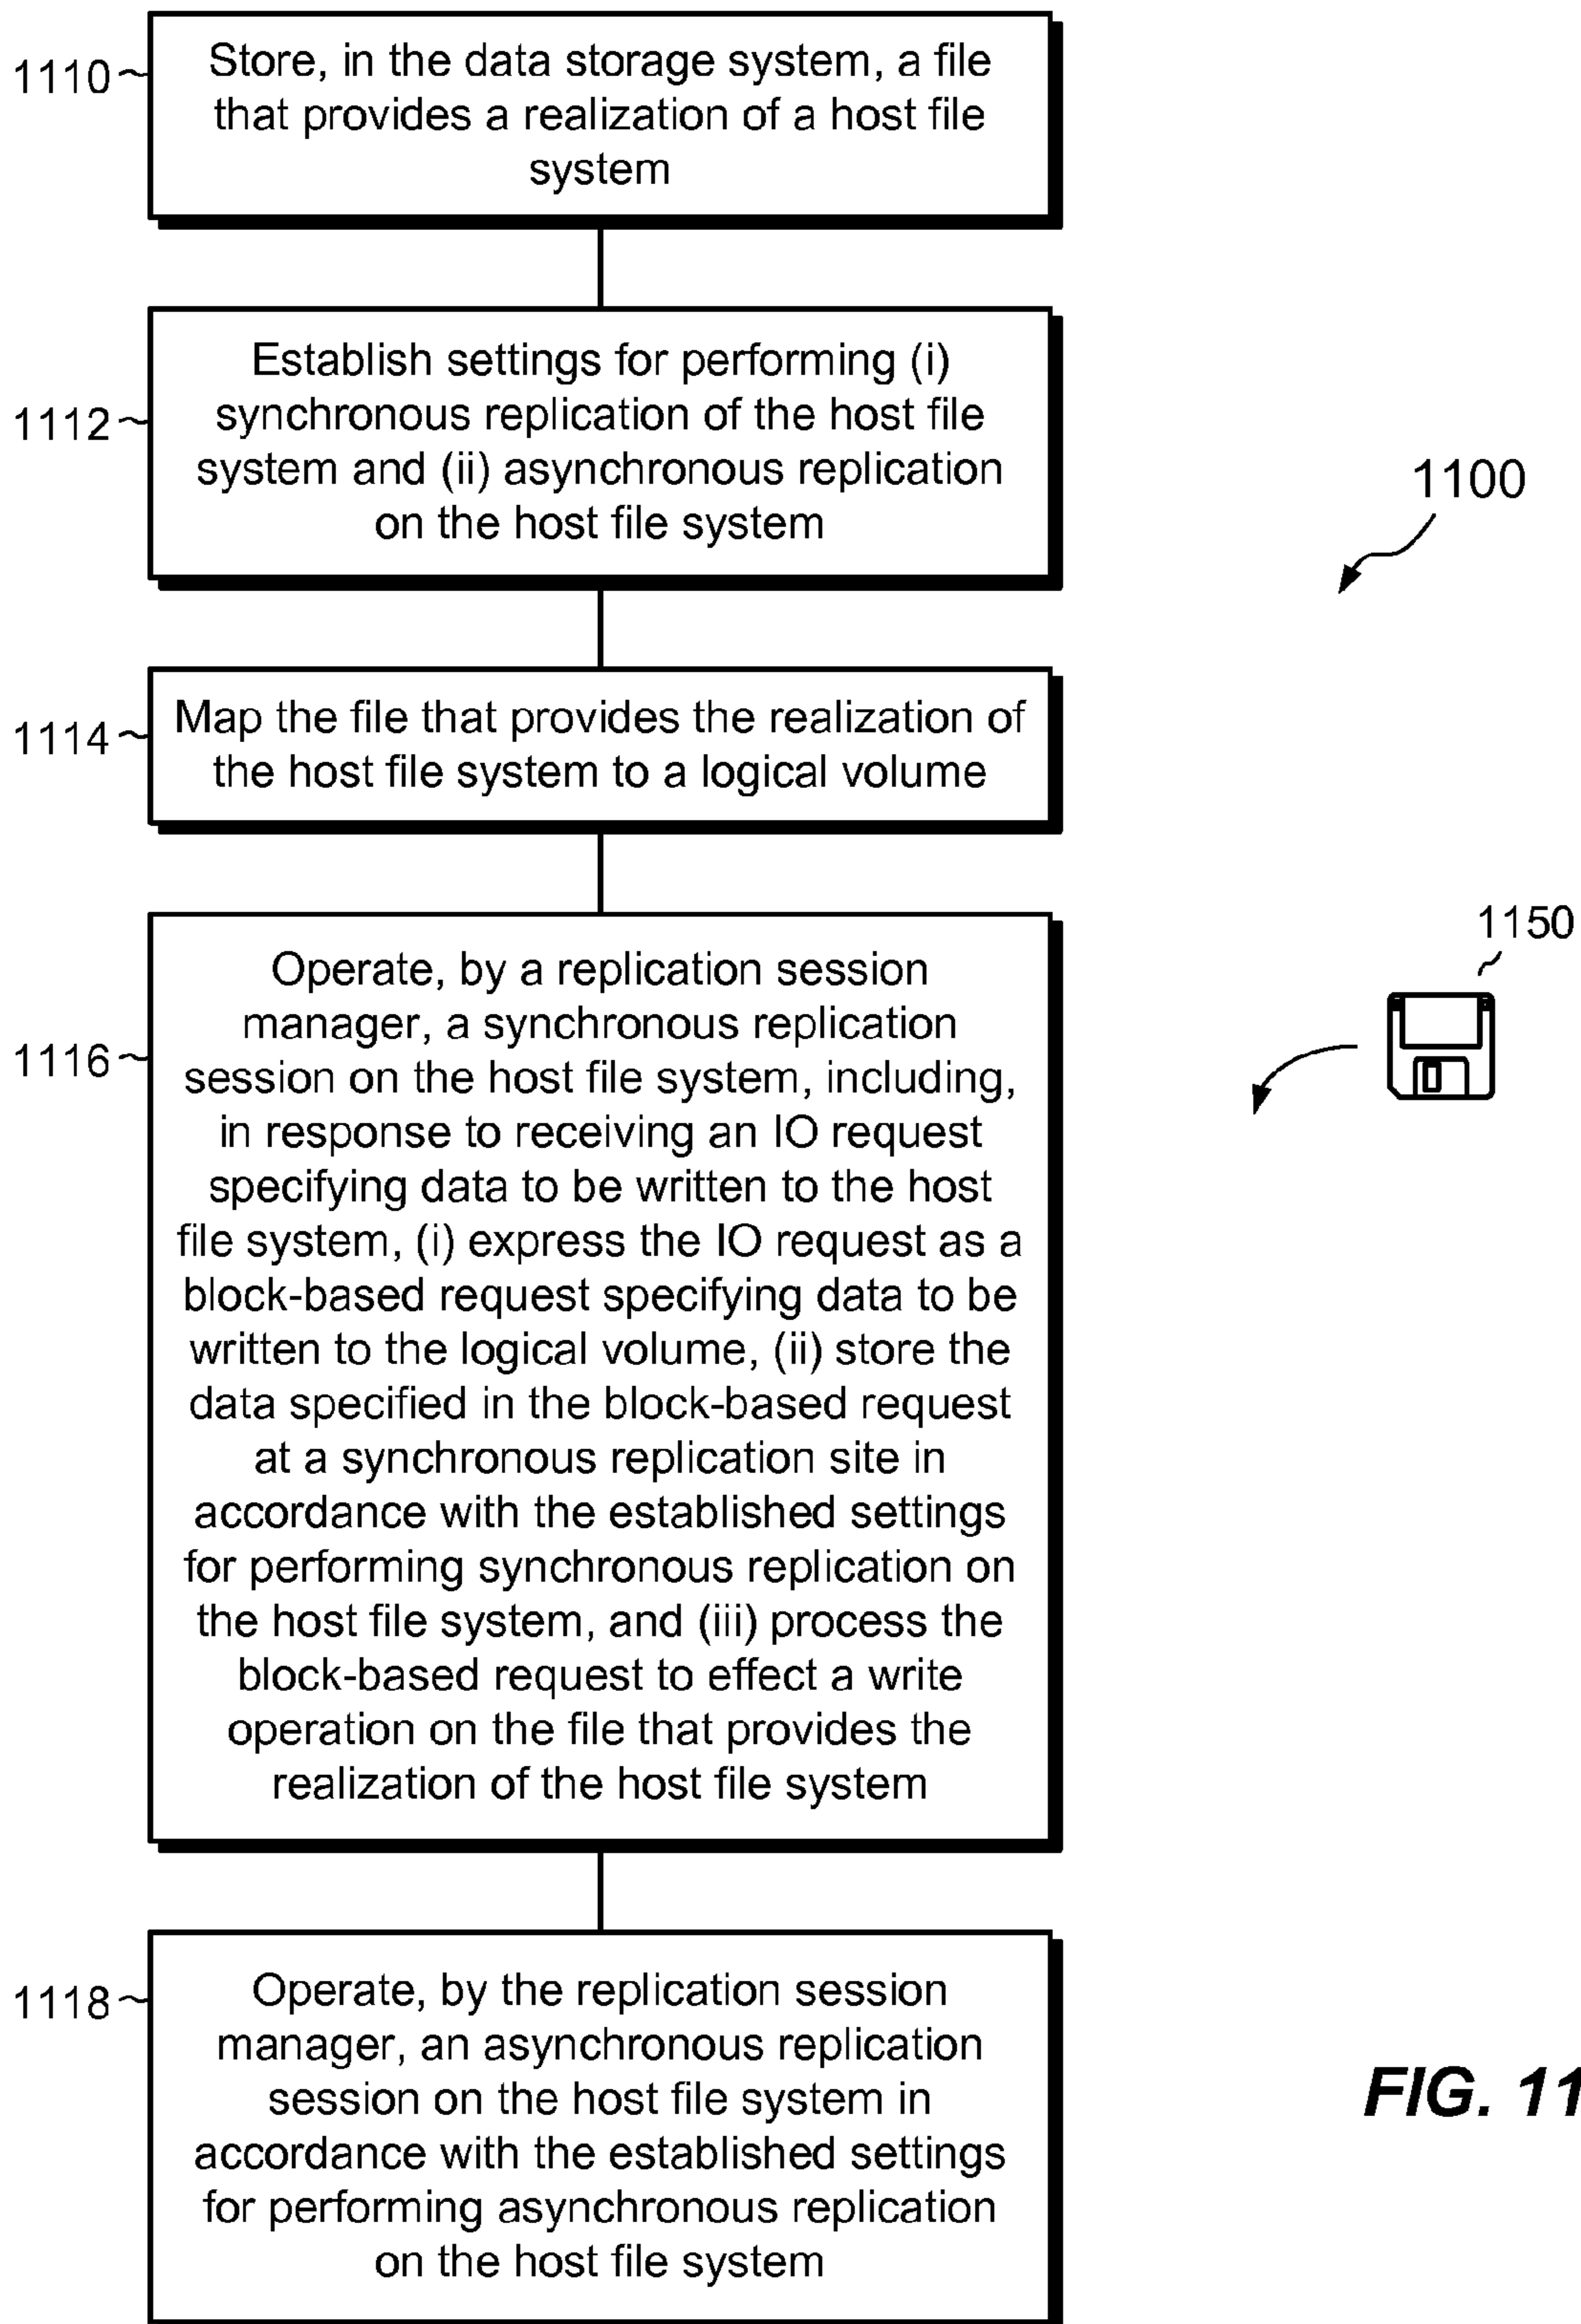 1110
Store, in the data storage system, a file
that provides a realization of a host file
system
1112
Establish settings for performing (i)
synchronous replication of the host file
system and (ii) asynchronous replication
on the host file system
1100
1114
Map the file that provides the realization of
the host file system to a logical volume
1150
1116
Operate, by a replication session
manager, a synchronous replication
session on the host file system, including,
in response to receiving an IO request
specifying data to be written to the host
file system, (i) express the IO request as a
block-based request specifying data to be
written to the logical volume, (ii) store the
data specified in the block-based request
at a synchronous replication site in
accordance with the established settings
for performing synchronous replication on
the host file system, and (iii) process the
block-based request to effect a write
operation on the file that provides the
realization of the host file system
1118
Operate, by the replication session
manager, an asynchronous replication
session on the host file system in
accordance with the established settings
for performing asynchronous replication
on the host file system
FIG. 11